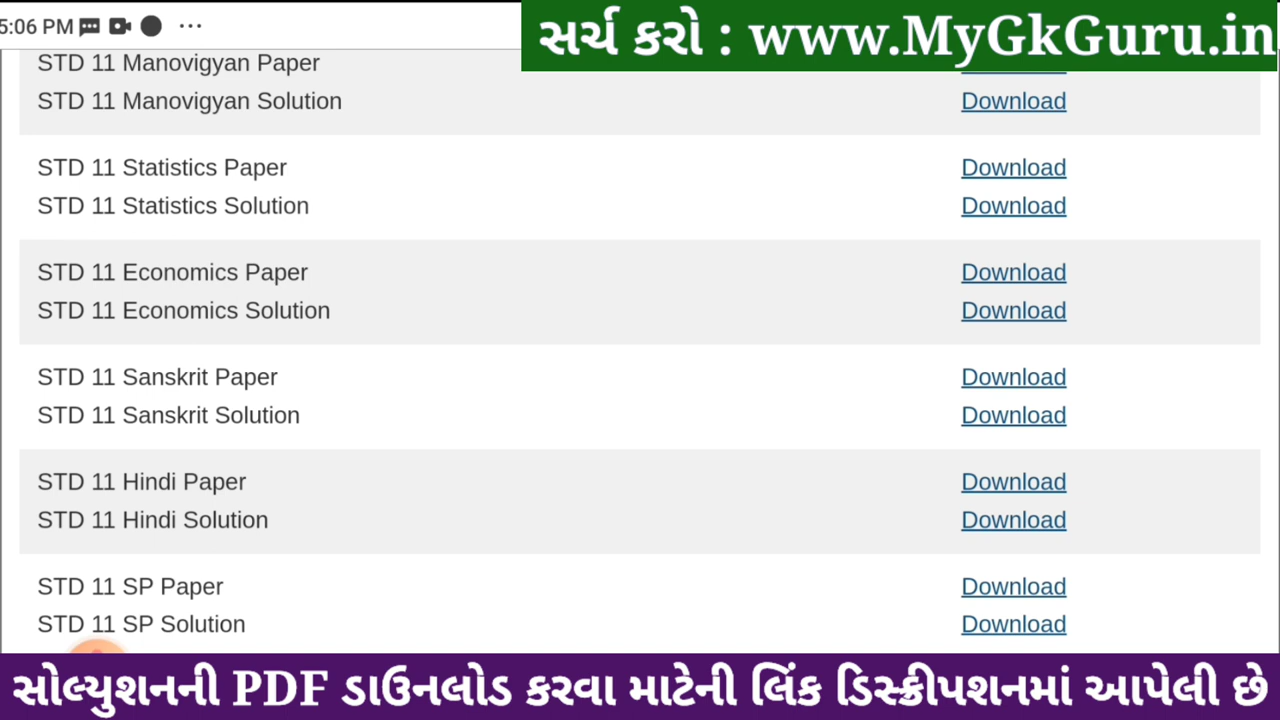 5:06 PM
સર્ચ કરો : www.MyGkGuru.in
STD 11 Manovigyan Paper
STD 11 Manovigyan Solution Download
STD 11 Statistics Paper Download
STD 11 Statistics Solution Download
STD 11 Economics Paper Download
STD 11 Economics Solution Download
STD 11 Sanskrit Paper Download
STD 11 Sanskrit Solution Download
STD 11 Hindi Paper Download
STD 11 Hindi Solution Download
STD 11 SP Paper Download
STD 11 SP Solution Download
સોલ્યુશનની PDF ડાઉનલોડ કરવા માટેની લિંક ડિસ્ક્રીપશનમાં આપેલી છે